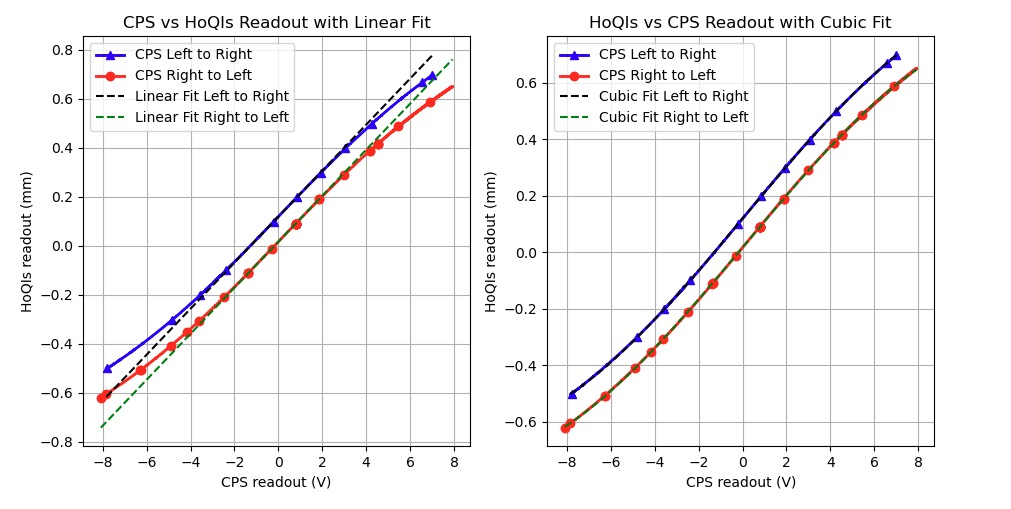 CPS vs HoQIs Readout with Linear Fit
CPS Left to Right
CPS Right to Left
Linear Fit Left to Right
Linear Fit Right to Left
HoQIs readout (mm)
0.8
0.6
0.4
0.2
0.0
−0.2
−0.4
−0.6
−0.8
−8 −6 −4 −2 0 2 4 6 8
CPS readout (V)
HoQIs vs CPS Readout with Cubic Fit
CPS Left to Right
CPS Right to Left
Cubic Fit Left to Right
Cubic Fit Right to Left
HoQIs readout (mm)
0.6
0.4
0.2
0.0
−0.2
−0.4
−0.6
−8 −6 −4 −2 0 2 4 6 8
CPS readout (V)